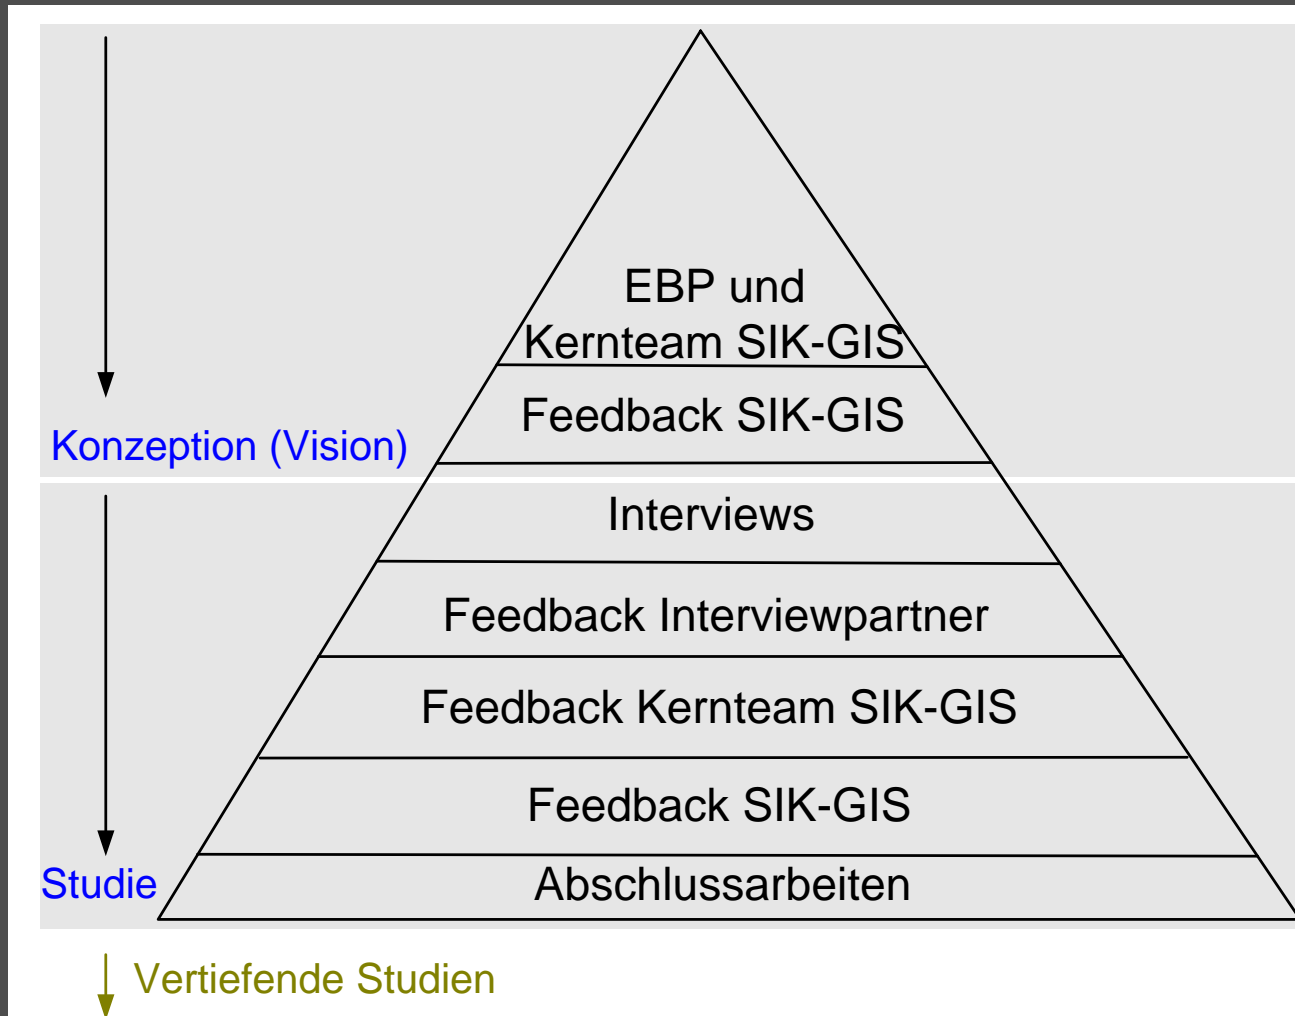 EBP und
Kernteam SIK-GIS
Feedback SIK-GIS
Konzeption (Vision)
Interviews
Feedback Interviewpartner
Feedback Kernteam SIK-GIS
Feedback SIK-GIS
Studie
Abschlussarbeiten
Vertiefende Studien